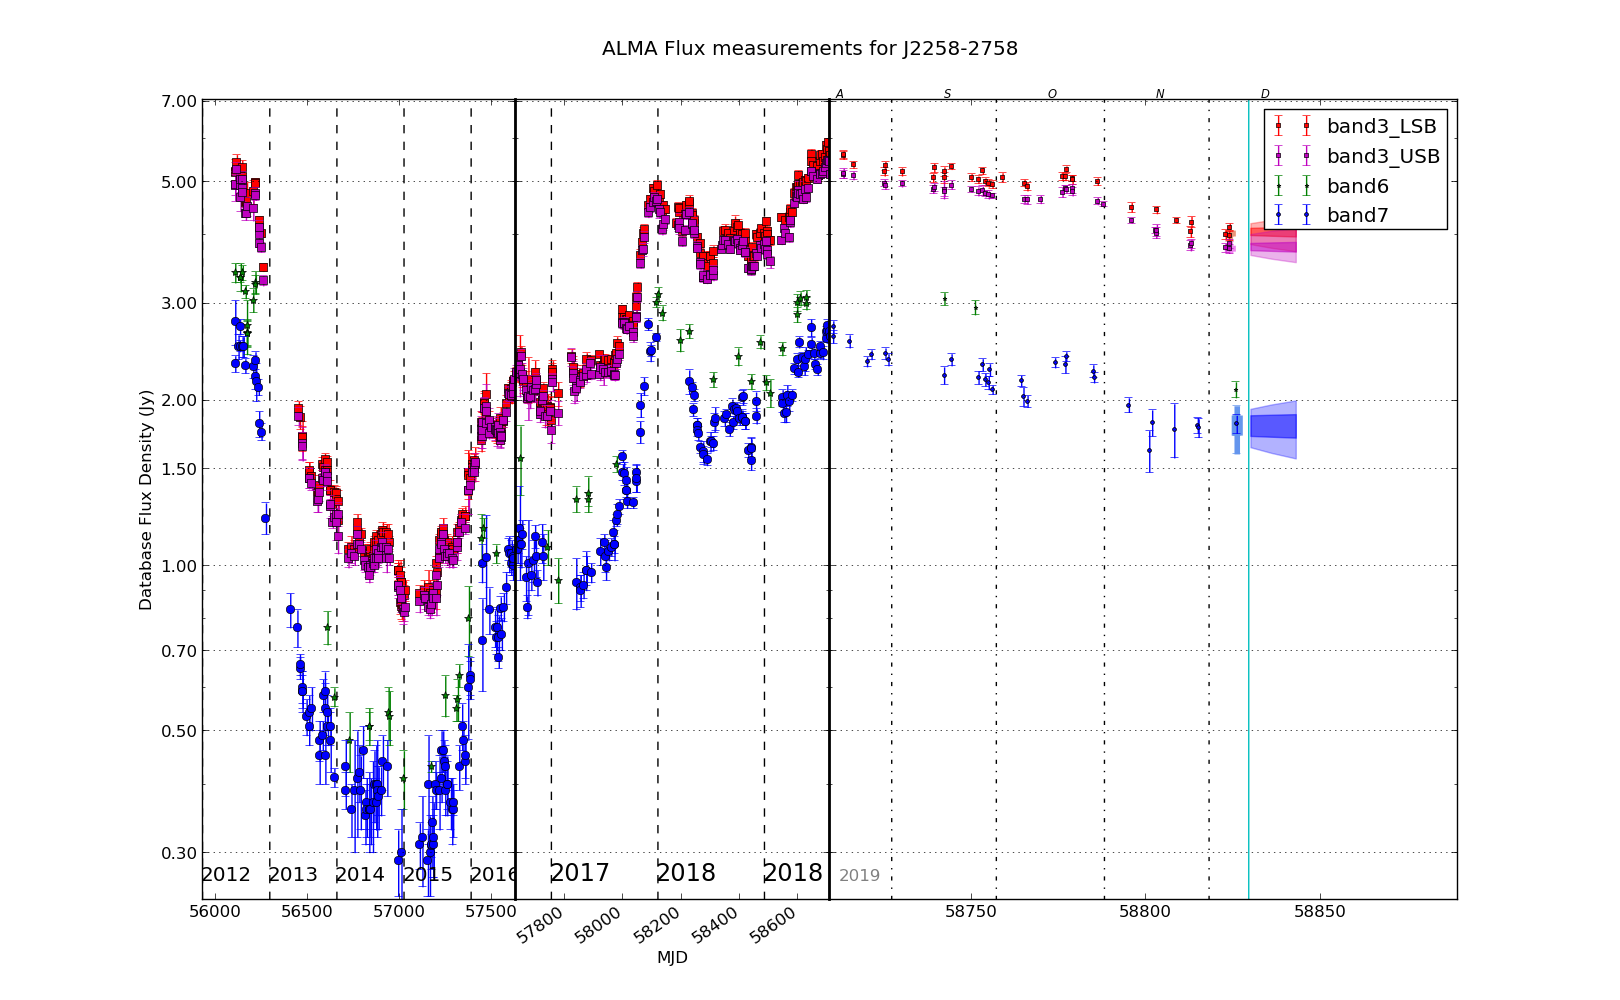 ALMA Flux measurements for J2258-2758
A S O N D
7.00
5.00
3.00
2.00
1.50
1.00
0.70
0.50
0.30
Database Flux Density (Jy)
band3_LSB
band3_USB
band6
band7
2012 2013 2014 2015 2016 2017 2018 2018 2019
56000 56500 57000 57500 57800 58000 58200 58400 58600 58750 58800 58850
MJD